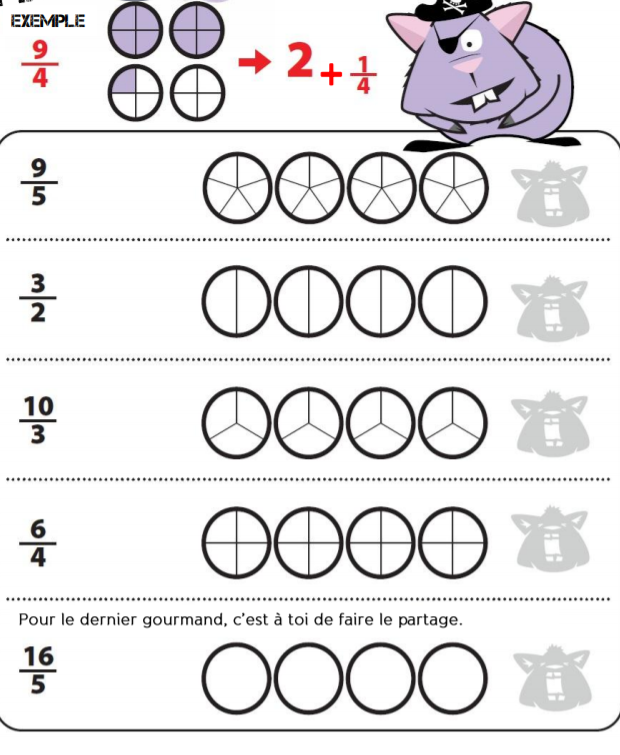 EXEMPLE
9/4 → 2 + 1/4
9/5
3/2
10/3
6/4
Pour le dernier gourmand, c'est à toi de faire le partage.
16/5